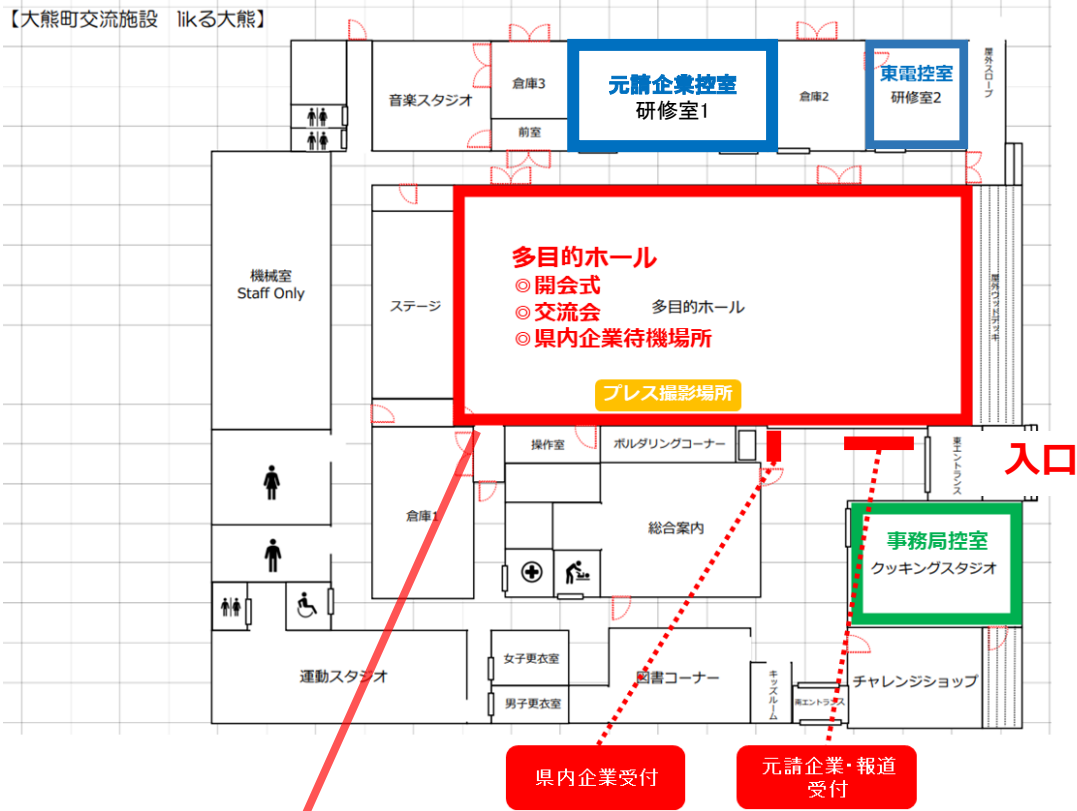 【大熊町交流施設　linkる大熊】
音楽スタジオ
倉庫3
前室
元請企業控室
研修室1
倉庫2
東電控室
研修室2
屋外スロープ
機械室
Staff Only
ステージ
多目的ホール
◎開会式
◎交流会
◎県内企業待機場所
多目的ホール
プレス撮影場所
屋外ウッドデッキ
操作室
ボルダリングコーナー
東エントランス
入口
倉庫1
総合案内
事務局控室
クッキングスタジオ
運動スタジオ
女子更衣室
男子更衣室
図書コーナー
キッズルーム
南エントランス
チャレンジショップ
県内企業受付
元請企業・報道
受付